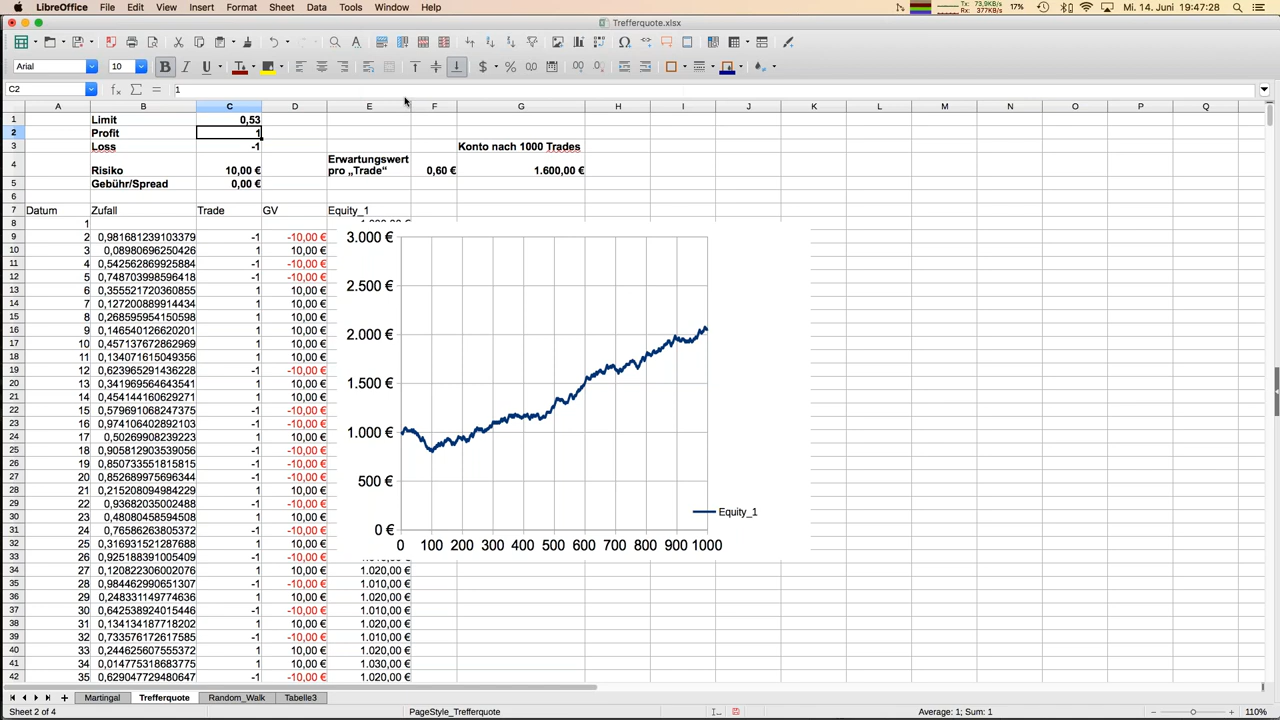 LibreOffice File Edit View Insert Format Sheet Data Tools Window Help Tx: 73,9KB/s Rx: 377KB/s 17% Mi. 14. Juni 19:47:28
Trefferquote.xlsx
Arial 10
C2 1
A B C D E F G H I J K L M N O P Q
1 Limit 0,53
2 Profit 1
3 Loss -1 Konto nach 1000 Trades
4 Risiko 10,00 € Erwartungswert pro „Trade“ 0,60 € 1.600,00 €
5 Gebühr/Spread 0,00 €
6
7 Datum Zufall Trade GV Equity_1
8 1
9 2 0,981681239103379 -1 -10,00 €
10 3 0,08980696250426 1 10,00 €
11 4 0,542562869925884 -1 -10,00 €
12 5 0,748703998596418 -1 -10,00 €
13 6 0,355521720360855 1 10,00 €
14 7 0,127200889914434 1 10,00 €
15 8 0,268595954150598 1 10,00 €
16 9 0,146540126620201 1 10,00 €
17 10 0,457137672862969 1 10,00 €
18 11 0,134071615049356 1 10,00 €
19 12 0,623965291436228 -1 -10,00 €
20 13 0,341969564643541 1 10,00 €
21 14 0,454144160629271 1 10,00 €
22 15 0,579691068247375 -1 -10,00 €
23 16 0,974106402892103 -1 -10,00 €
24 17 0,50269908239223 1 10,00 €
25 18 0,905812903539056 -1 -10,00 €
26 19 0,850733551815815 -1 -10,00 €
27 20 0,852689975696344 -1 -10,00 €
28 21 0,215208094984229 1 10,00 €
29 22 0,93682035002488 -1 -10,00 €
30 23 0,48080458594508 1 10,00 €
31 24 0,76586263805372 -1 -10,00 €
32 25 0,316931521287688 1 10,00 €
33 26 0,925188391005409 -1 -10,00 €
34 27 0,120822306002076 1 10,00 € 1.020,00 €
35 28 0,984462990651307 -1 -10,00 € 1.010,00 €
36 29 0,248331149774636 1 10,00 € 1.020,00 €
37 30 0,642538924015446 -1 -10,00 € 1.010,00 €
38 31 0,134134187718202 1 10,00 € 1.020,00 €
39 32 0,733576172617585 -1 -10,00 € 1.010,00 €
40 33 0,244625607555372 1 10,00 € 1.020,00 €
41 34 0,014775318683775 1 10,00 € 1.030,00 €
42 35 0,629047729480647 -1 -10,00 € 1.020,00 €
3.000 €
2.500 €
2.000 €
1.500 €
1.000 €
500 €
Equity_1
0 €
0 100 200 300 400 500 600 700 800 900 1000
Martingal Trefferquote Random_Walk Tabelle3
Sheet 2 of 4 PageStyle_Trefferquote Average: 1; Sum: 1 110%